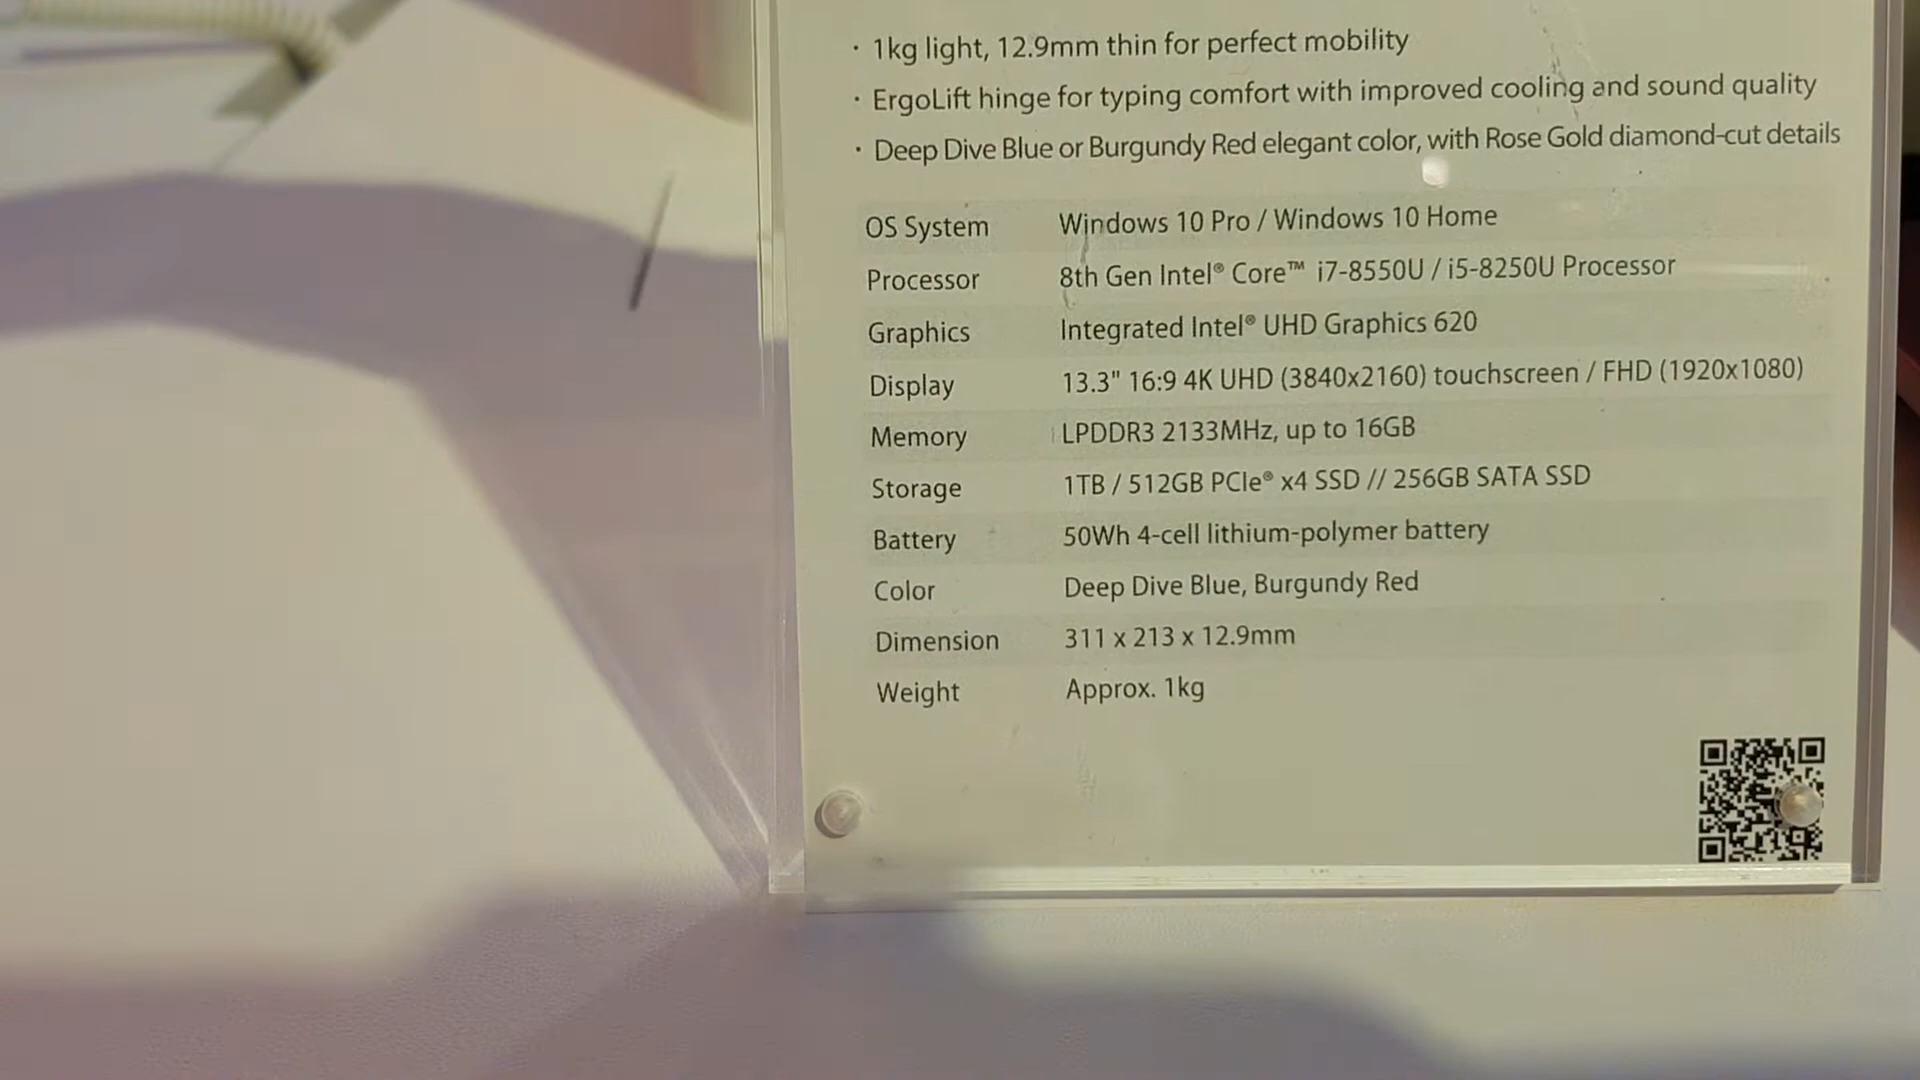 · 1kg light, 12.9mm thin for perfect mobility
· ErgoLift hinge for typing comfort with improved cooling and sound quality
· Deep Dive Blue or Burgundy Red elegant color, with Rose Gold diamond-cut details
OS System Windows 10 Pro / Windows 10 Home
Processor 8th Gen Intel® Core™ i7-8550U / i5-8250U Processor
Graphics Integrated Intel® UHD Graphics 620
Display 13.3" 16:9 4K UHD (3840x2160) touchscreen / FHD (1920x1080)
Memory LPDDR3 2133MHz, up to 16GB
Storage 1TB / 512GB PCIe® x4 SSD // 256GB SATA SSD
Battery 50Wh 4-cell lithium-polymer battery
Color Deep Dive Blue, Burgundy Red
Dimension 311 x 213 x 12.9mm
Weight Approx. 1kg